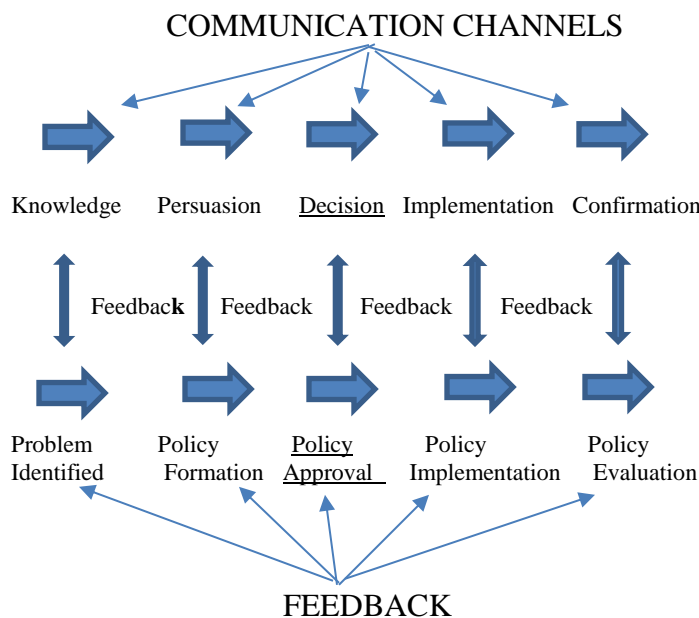 COMMUNICATION CHANNELS
Knowledge Persuasion Decision Implementation Confirmation
Feedback Feedback Feedback Feedback
Problem Policy Policy Policy Policy
Identified Formation Approval Implementation Evaluation
FEEDBACK